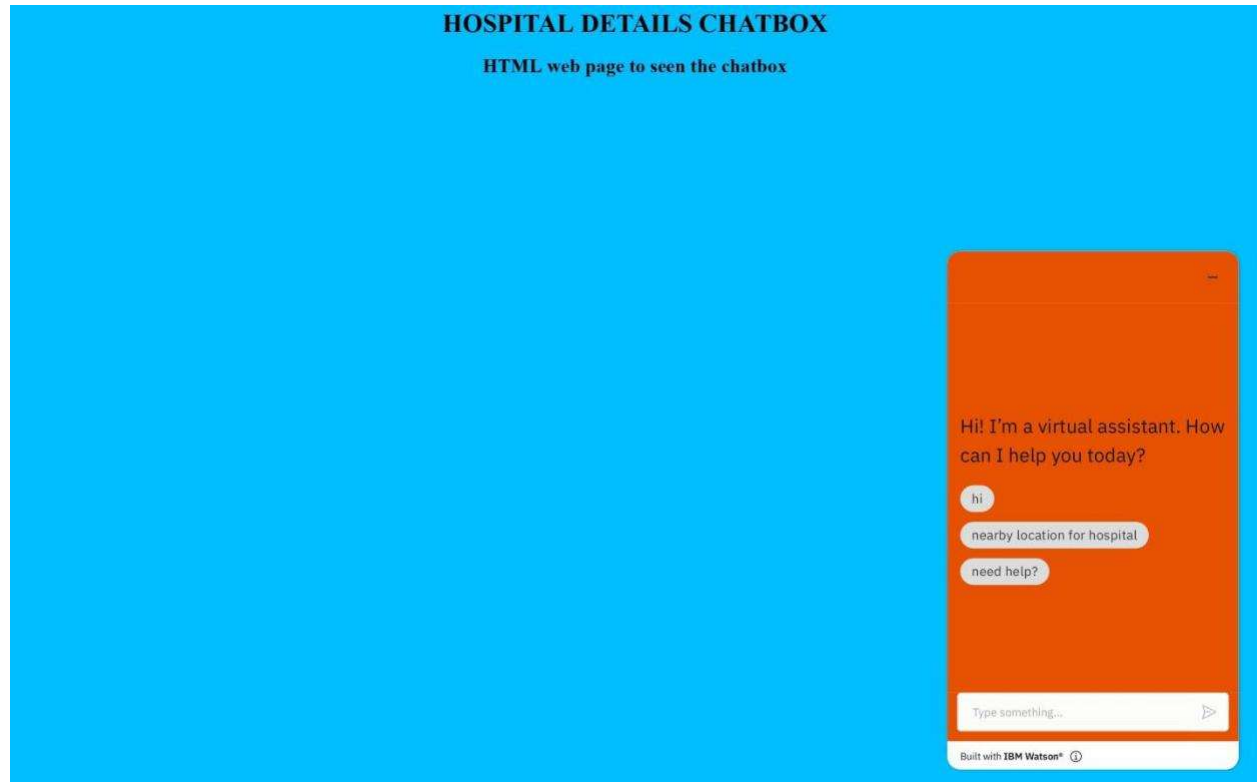 HOSPITAL DETAILS CHATBOX
HTML web page to seen the chatbox
Hi! I'm a virtual assistant. How
can I help you today?
hi
nearby location for hospital
need help?
Type something...
Built with IBM Watson®